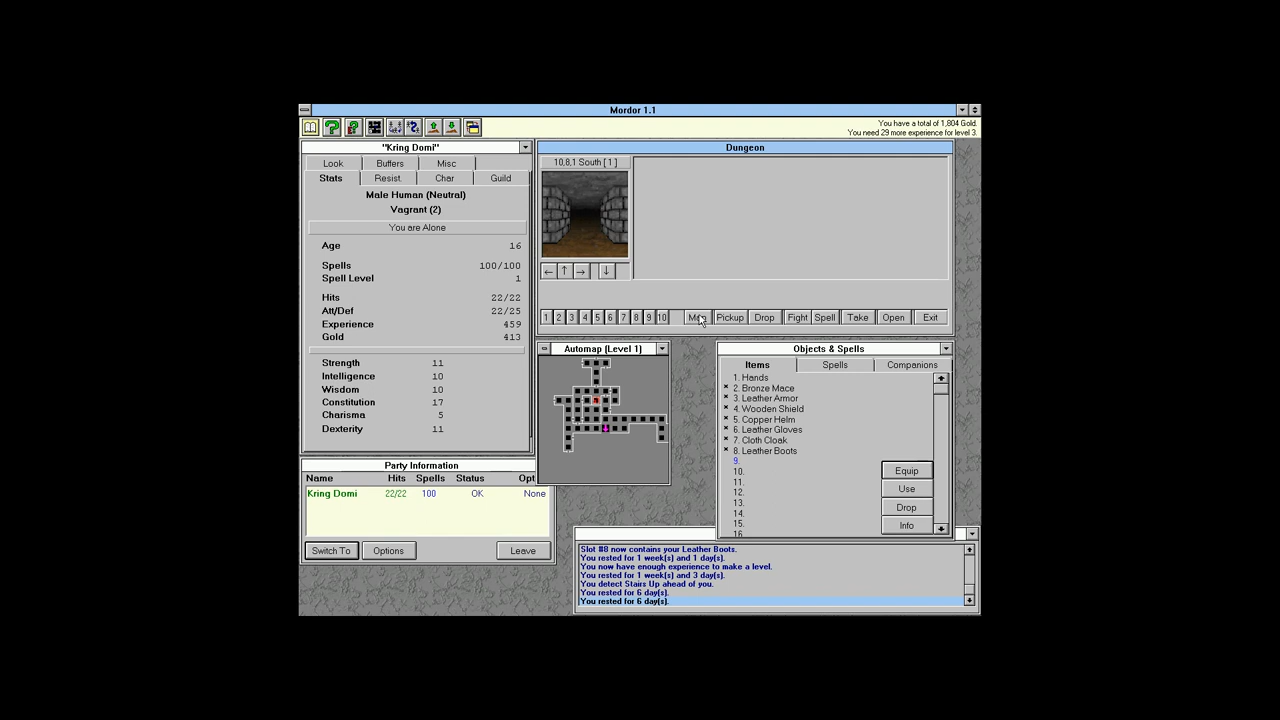 Mordor 1.1
You have a total of 1,804 Gold.
You need 29 more experience for level 3.
"Kring Domi"
Look Buffers Misc
Stats Resist. Char Guild
Male Human (Neutral)
Vagrant (2)
You are Alone
Age 16
Spells 100/100
Spell Level 1
Hits 22/22
Att/Def 22/25
Experience 459
Gold 413
Strength 11
Intelligence 10
Wisdom 10
Constitution 17
Charisma 5
Dexterity 11
Dungeon
10,8,1 South [ 1 ]
1 2 3 4 5 6 7 8 9 10 Pickup Drop Fight Spell Take Open Exit
Automap (Level 1)
Objects & Spells
Items Spells Companions
1. Hands
× 2. Bronze Mace
× 3. Leather Armor
× 4. Wooden Shield
× 5. Copper Helm
× 6. Leather Gloves
× 7. Cloth Cloak
× 8. Leather Boots
9.
10.
11.
12.
13.
14.
15.
16
Equip
Use
Drop
Info
Party Information
Name Hits Spells Status Opt
Kring Domi 22/22 100 OK None
Switch To Options Leave
Slot #8 now contains your Leather Boots.
You rested for 1 week(s) and 1 day(s).
You now have enough experience to make a level.
You rested for 1 week(s) and 3 day(s).
You detect Stairs Up ahead of you.
You rested for 6 day(s).
You rested for 6 day(s).